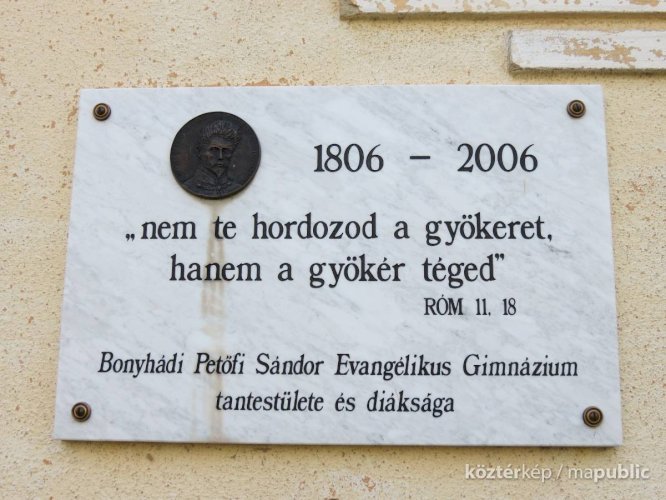 1806 – 2006
„nem te hordozod a gyökeret,
hanem a gyökér téged”
RÓM 11, 18
Bonyhádi Petőfi Sándor Evangélikus Gimnázium
tantestülete és diáksága
köztérkép / mapublic